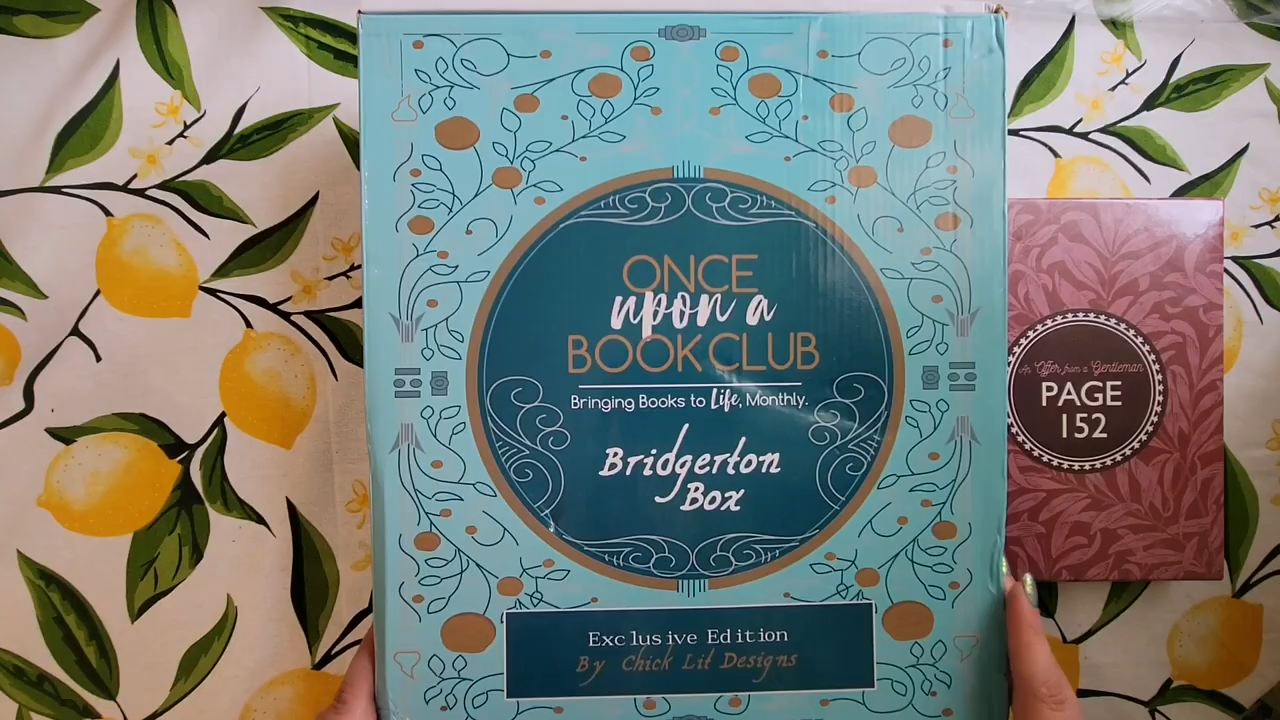 ONCE
upon a
BOOK CLUB
Bringing Books to Life, Monthly.
Bridgerton
Box
Exclusive Edition
By Chick Lit Designs
An Offer from a Gentleman
PAGE
152